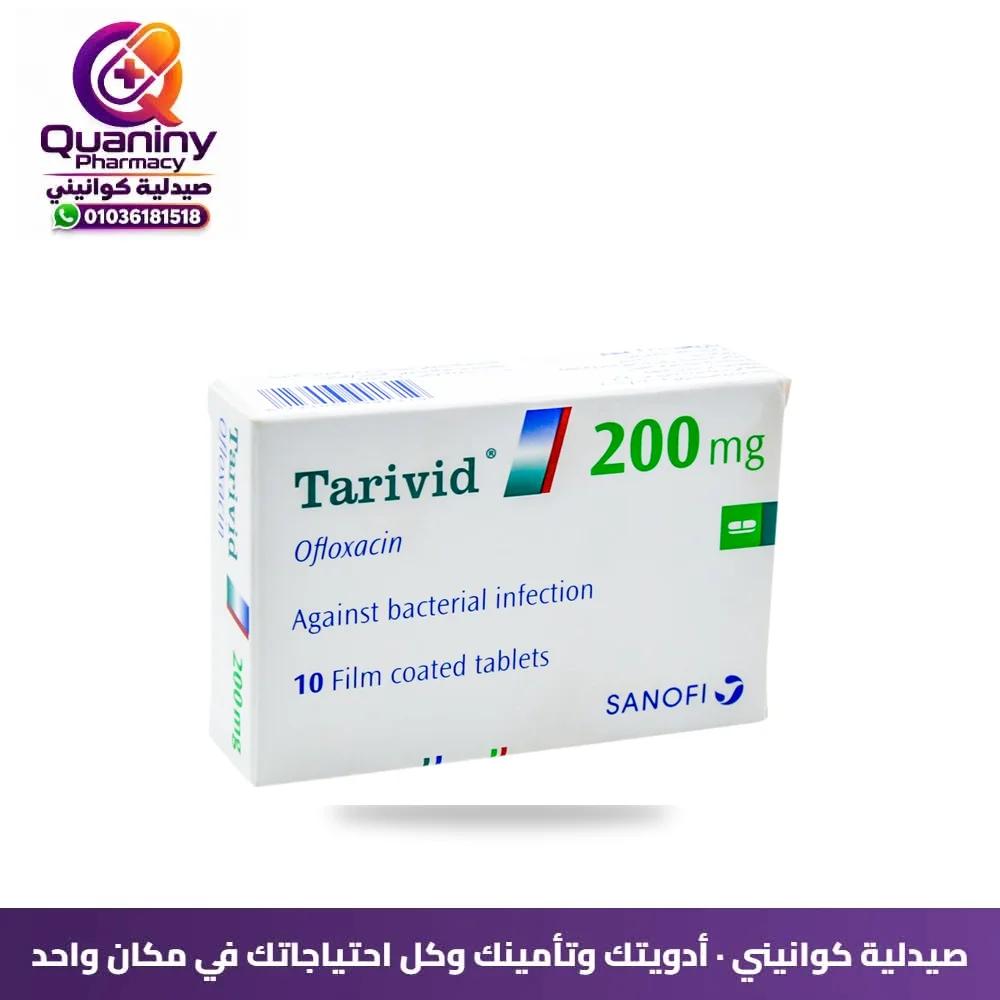 Quaniny
Pharmacy
صيدلية كوانيني
01036181518
Tarivid® 200 mg
Ofloxacin
Against bacterial infection
10 Film coated tablets
SANOFI
Tarivid
Ofloxacin
200mg
صيدلية كوانيني · أدويتك وتأمينك وكل احتياجاتك في مكان واحد